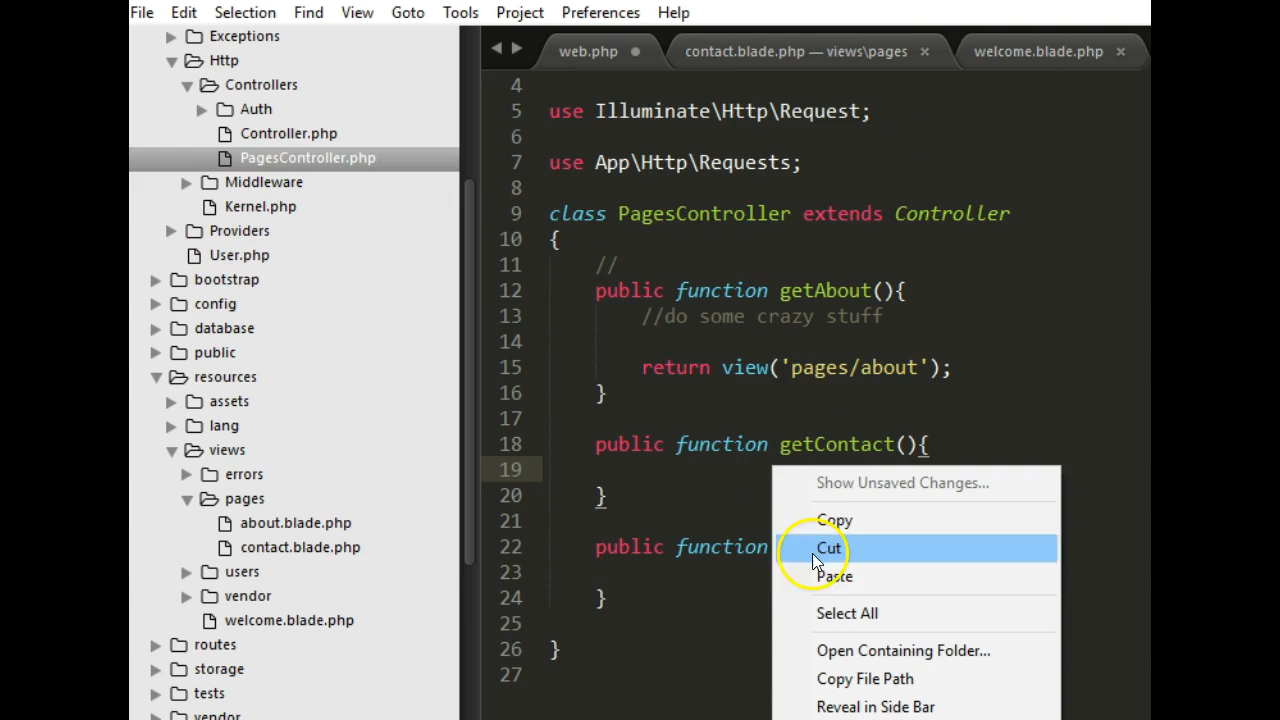 File Edit Selection Find View Goto Tools Project Preferences Help
Exceptions
Http
Controllers
Auth
Controller.php
PagesController.php
Middleware
Kernel.php
Providers
User.php
bootstrap
config
database
public
resources
assets
lang
views
errors
pages
about.blade.php
contact.blade.php
users
vendor
welcome.blade.php
routes
storage
tests
vendor
web.php contact.blade.php — views\pages × welcome.blade.php ×
4
5 use Illuminate\Http\Request;
6
7 use App\Http\Requests;
8
9 class PagesController extends Controller
10 {
11 //
12 public function getAbout(){
13 //do some crazy stuff
14
15 return view('pages/about');
16 }
17
18 public function getContact(){
19
20 }
21
22 public function
23
24 }
25
26 }
27
Show Unsaved Changes...
Copy
Cut
Paste
Select All
Open Containing Folder...
Copy File Path
Reveal in Side Bar